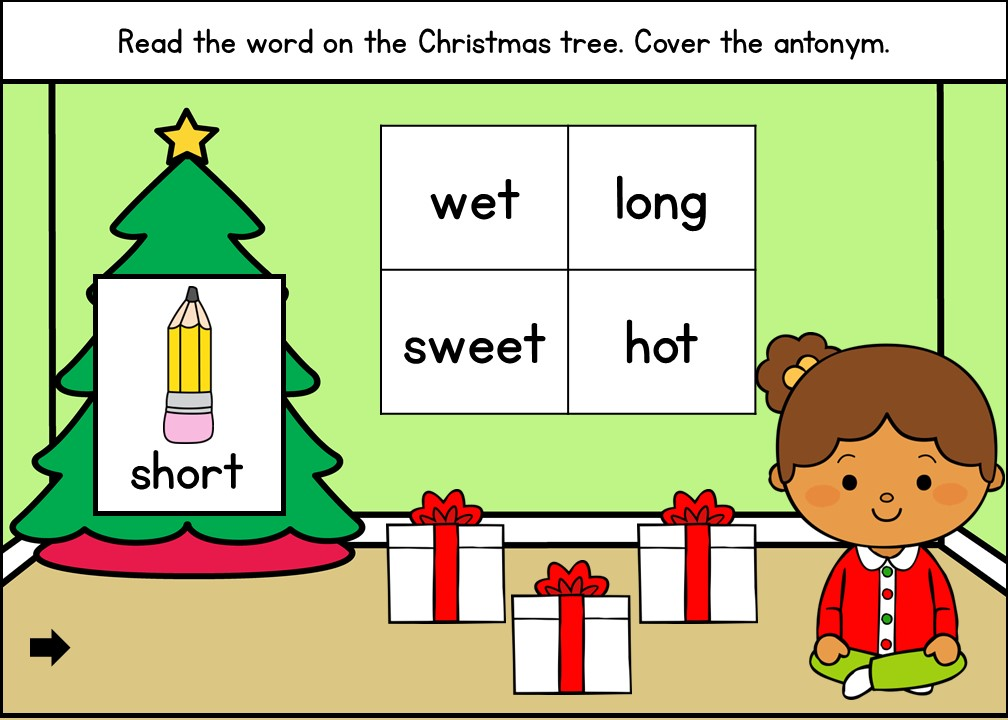 Read the word on the Christmas tree. Cover the antonym.
wet
long
sweet
hot
short